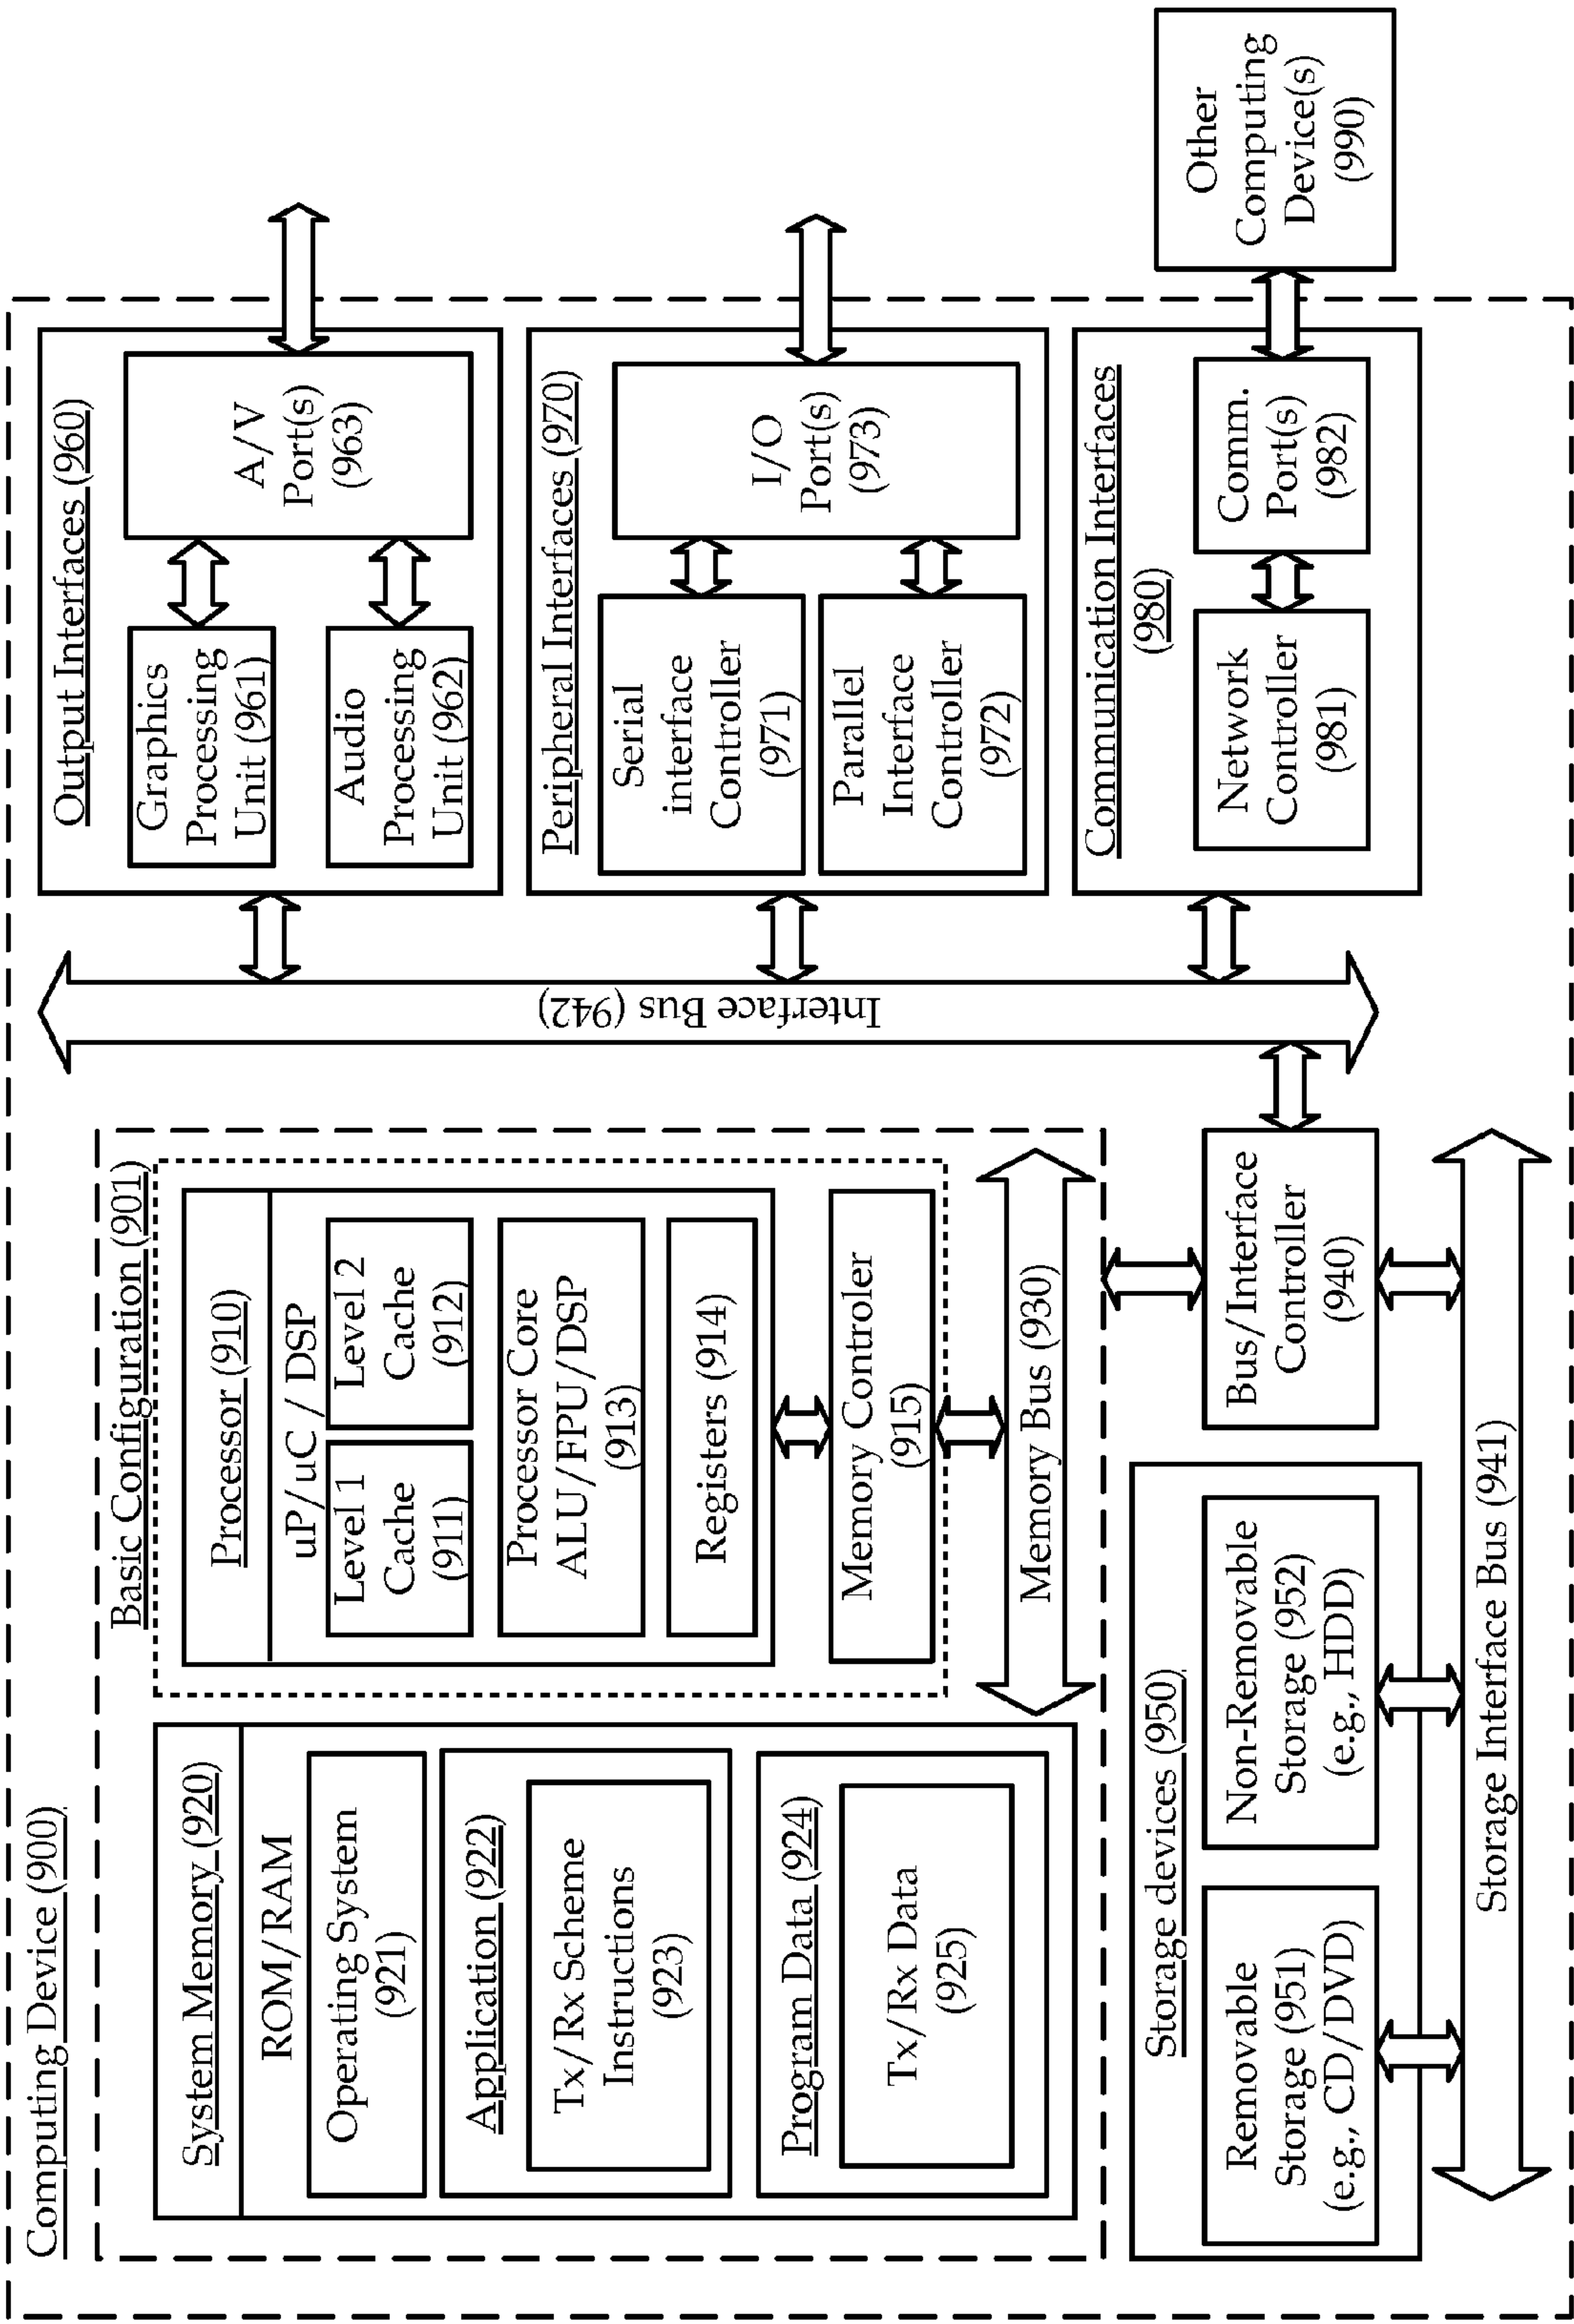 Computing Device (900)
Basic Configuration (901)
System Memory (920)
ROM/RAM
Operating System
(921)
Application (922)
Tx/Rx Scheme
Instructions
(923)
Program Data (924)
Tx/Rx Data
(925)
Processor (910)
uP/uC / DSP
Level 1
Cache
(911)
Level 2
Cache
(912)
Processor Core
ALU/FPU/DSP
(913)
Registers (914)
Memory Controler
(915)
Memory Bus (930)
Storage devices (950)
Removable
Storage (951)
(e.g., CD/DVD)
Non-Removable
Storage (952)
(e.g., HDD)
Bus/Interface
Controller
(940)
Storage Interface Bus (941)
Interface Bus (942)
Output Interfaces (960)
Graphics
Processing
Unit (961)
Audio
Processing
Unit (962)
A/V
Port(s)
(963)
Peripheral Interfaces (970)
Serial
interface
Controller
(971)
Parallel
Interface
Controller
(972)
I/O
Port(s)
(973)
Communication Interfaces
(980)
Network
Controller
(981)
Comm.
Port(s)
(982)
Other
Computing
Device(s)
(990)